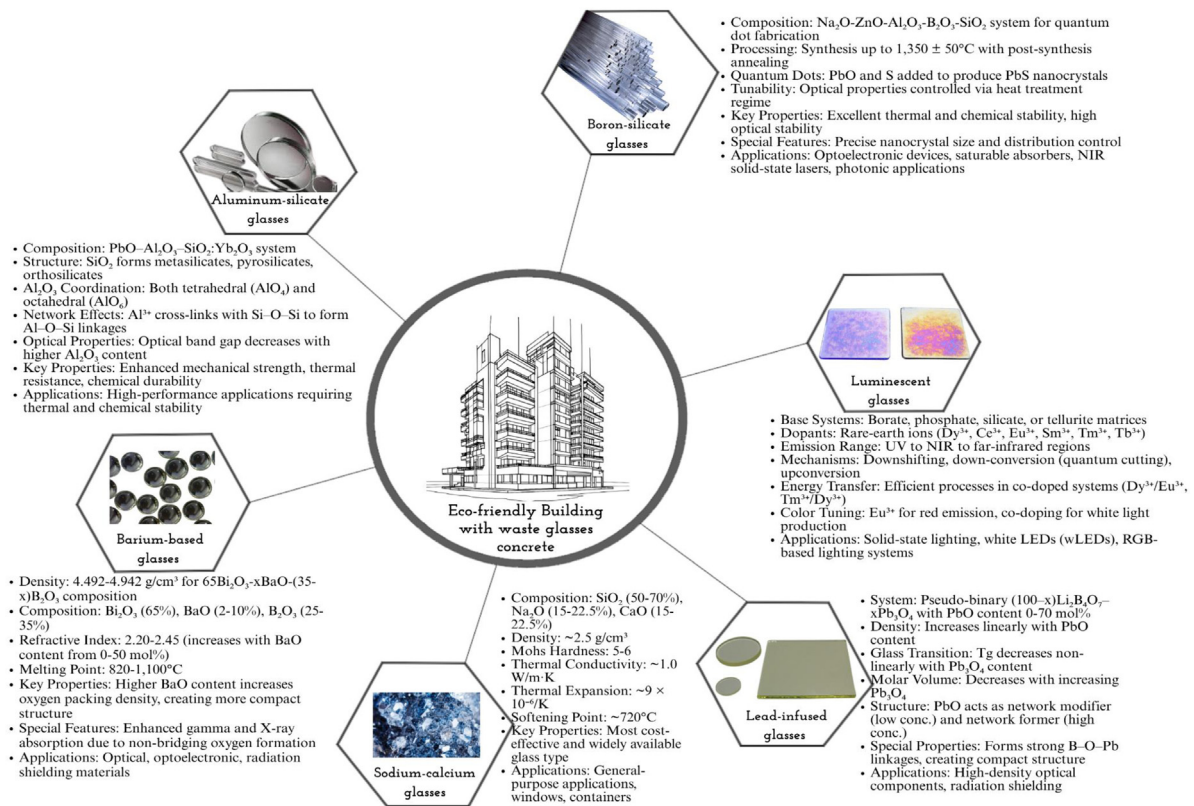 Boron-silicate
glasses
• Composition: Na₂O-ZnO-Al₂O₃-B₂O₃-SiO₂ system for quantum
dot fabrication
• Processing: Synthesis up to 1,350 ± 50°C with post-synthesis
annealing
• Quantum Dots: PbO and S added to produce PbS nanocrystals
• Tunability: Optical properties controlled via heat treatment
regime
• Key Properties: Excellent thermal and chemical stability, high
optical stability
• Special Features: Precise nanocrystal size and distribution control
• Applications: Optoelectronic devices, saturable absorbers, NIR
solid-state lasers, photonic applications
Aluminum-silicate
glasses
• Composition: PbO–Al₂O₃–SiO₂:Yb₂O₃ system
• Structure: SiO₂ forms metasilicates, pyrosilicates,
orthosilicates
• Al₂O₃ Coordination: Both tetrahedral (AlO₄) and
octahedral (AlO₆)
• Network Effects: Al³⁺ cross-links with Si–O–Si to form
Al–O–Si linkages
• Optical Properties: Optical band gap decreases with
higher Al₂O₃ content
• Key Properties: Enhanced mechanical strength, thermal
resistance, chemical durability
• Applications: High-performance applications requiring
thermal and chemical stability
Eco-friendly Building
with waste glasses
concrete
Luminescent
glasses
• Base Systems: Borate, phosphate, silicate, or tellurite matrices
• Dopants: Rare-earth ions (Dy³⁺, Ce³⁺, Eu³⁺, Sm³⁺, Tm³⁺, Tb³⁺)
• Emission Range: UV to NIR to far-infrared regions
• Mechanisms: Downshifting, down-conversion (quantum cutting),
upconversion
• Energy Transfer: Efficient processes in co-doped systems (Dy³⁺/Eu³⁺,
Tm³⁺/Dy³⁺)
• Color Tuning: Eu³⁺ for red emission, co-doping for white light
production
• Applications: Solid-state lighting, white LEDs (wLEDs), RGB-
based lighting systems
Barium-based
glasses
• Density: 4.492-4.942 g/cm³ for 65Bi₂O₃-xBaO-(35-
x)B₂O₃ composition
• Composition: Bi₂O₃ (65%), BaO (2-10%), B₂O₃ (25-
35%)
• Refractive Index: 2.20-2.45 (increases with BaO
content from 0-50 mol%)
• Melting Point: 820-1,100°C
• Key Properties: Higher BaO content increases
oxygen packing density, creating more compact
structure
• Special Features: Enhanced gamma and X-ray
absorption due to non-bridging oxygen formation
• Applications: Optical, optoelectronic, radiation
shielding materials
Sodium-calcium
glasses
• Composition: SiO₂ (50-70%),
Na₂O (15-22.5%), CaO (15-
22.5%)
• Density: ~2.5 g/cm³
• Mohs Hardness: 5-6
• Thermal Conductivity: ~1.0
W/m·K
• Thermal Expansion: ~9 ×
10⁻⁶/K
• Softening Point: ~720°C
• Key Properties: Most cost-
effective and widely available
glass type
• Applications: General-
purpose applications,
windows, containers
Lead-infused
glasses
• System: Pseudo-binary (100–x)Li₂B₄O₇–
xPb₃O₄ with PbO content 0-70 mol%
• Density: Increases linearly with PbO
content
• Glass Transition: Tg decreases non-
linearly with Pb₃O₄ content
• Molar Volume: Decreases with increasing
Pb₃O₄
• Structure: PbO acts as network modifier
(low conc.) and network former (high
conc.)
• Special Properties: Forms strong B–O–Pb
linkages, creating compact structure
• Applications: High-density optical
components, radiation shielding